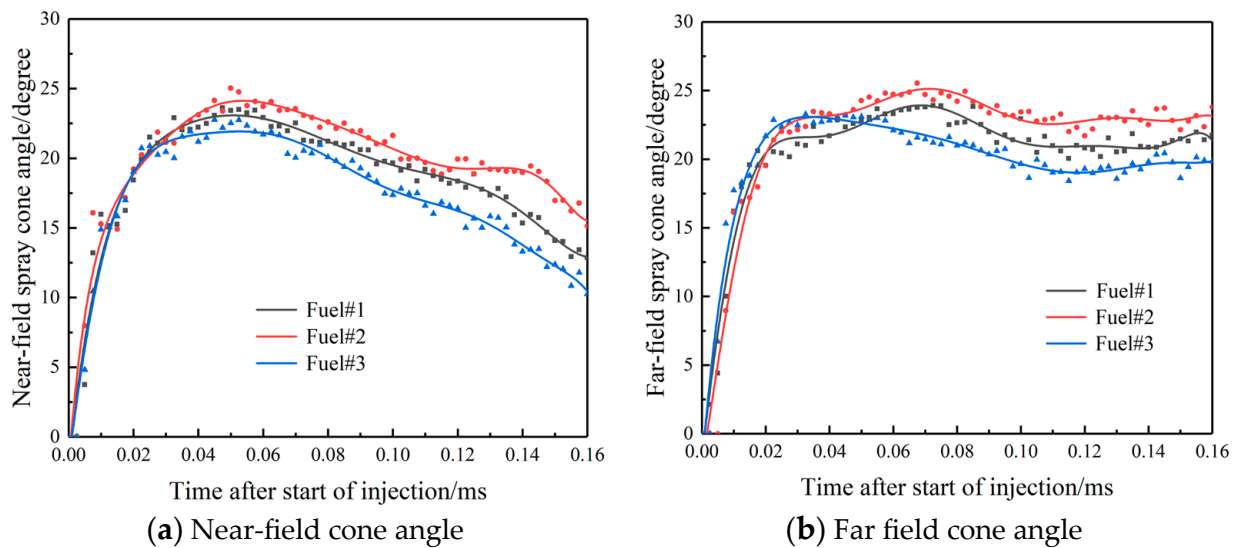 30
25
20
15
10
5
0
Near-field spray cone angle/degree
Fuel#1
Fuel#2
Fuel#3
0.00 0.02 0.04 0.06 0.08 0.10 0.12 0.14 0.16
Time after start of injection/ms
(a) Near-field cone angle
30
25
20
15
10
5
0
Far-field spray cone angle/degree
Fuel#1
Fuel#2
Fuel#3
0.00 0.02 0.04 0.06 0.08 0.10 0.12 0.14 0.16
Time after start of injection/ms
(b) Far field cone angle